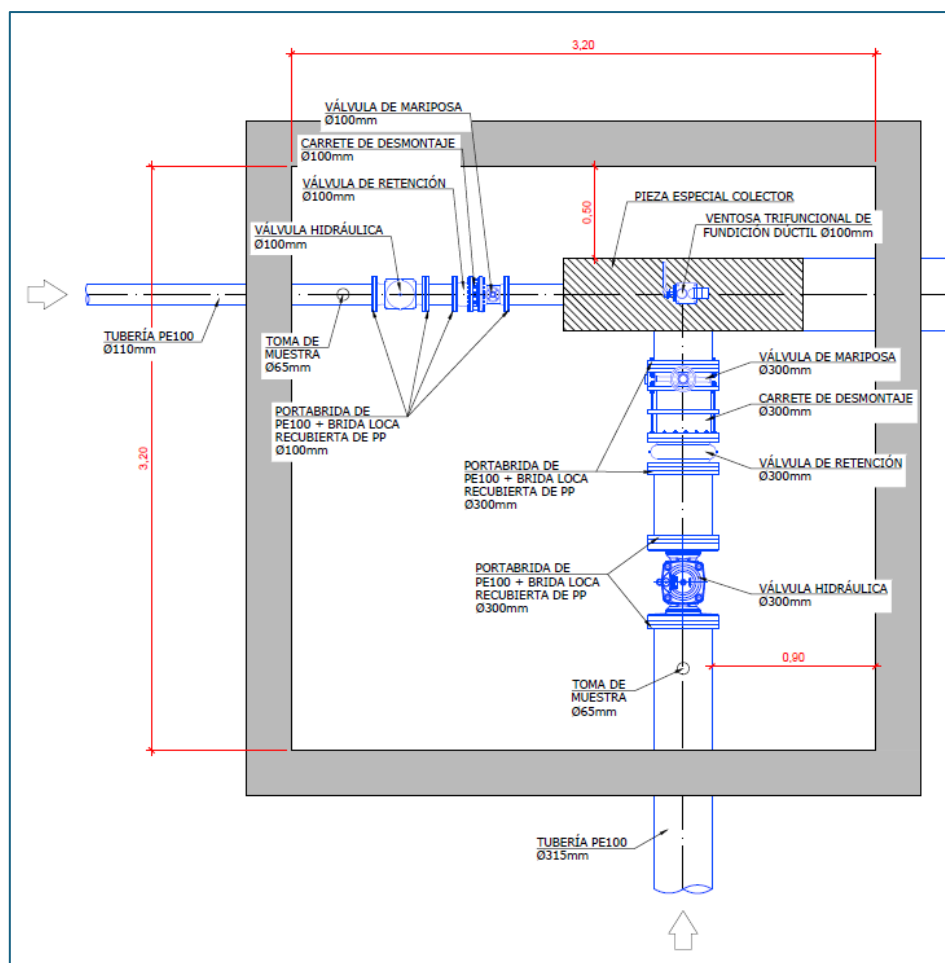 3,20
VÁLVULA DE MARIPOSA
Ø100mm
CARRETE DE DESMONTAJE
Ø100mm
VÁLVULA DE RETENCIÓN
Ø100mm
VÁLVULA HIDRÁULICA
Ø100mm
0,50
PIEZA ESPECIAL COLECTOR
VENTOSA TRIFUNCIONAL DE
FUNDICIÓN DÚCTIL Ø100mm
TUBERÍA PE100
Ø110mm
TOMA DE
MUESTRA
Ø65mm
PORTABRIDA DE
PE100 + BRIDA LOCA
RECUBIERTA DE PP
Ø100mm
3,20
VÁLVULA DE MARIPOSA
Ø300mm
CARRETE DE DESMONTAJE
Ø300mm
VÁLVULA DE RETENCIÓN
Ø300mm
PORTABRIDA DE
PE100 + BRIDA LOCA
RECUBIERTA DE PP
Ø300mm
PORTABRIDA DE
PE100 + BRIDA LOCA
RECUBIERTA DE PP
Ø300mm
VÁLVULA HIDRÁULICA
Ø300mm
0,90
TOMA DE
MUESTRA
Ø65mm
TUBERÍA PE100
Ø315mm